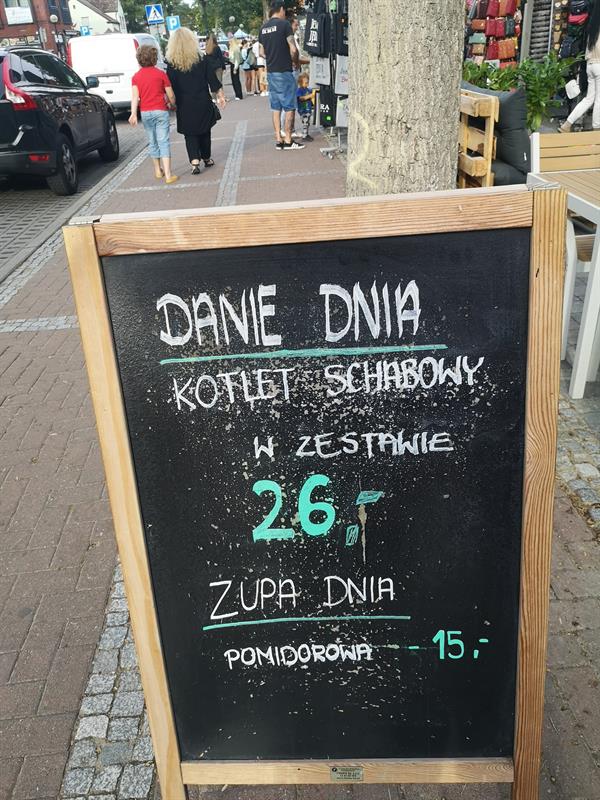 DANIE DNIA
KOTLET SCHABOWY
W ZESTAWIE
26,-
ZUPA DNIA
POMIDOROWA - 15,-